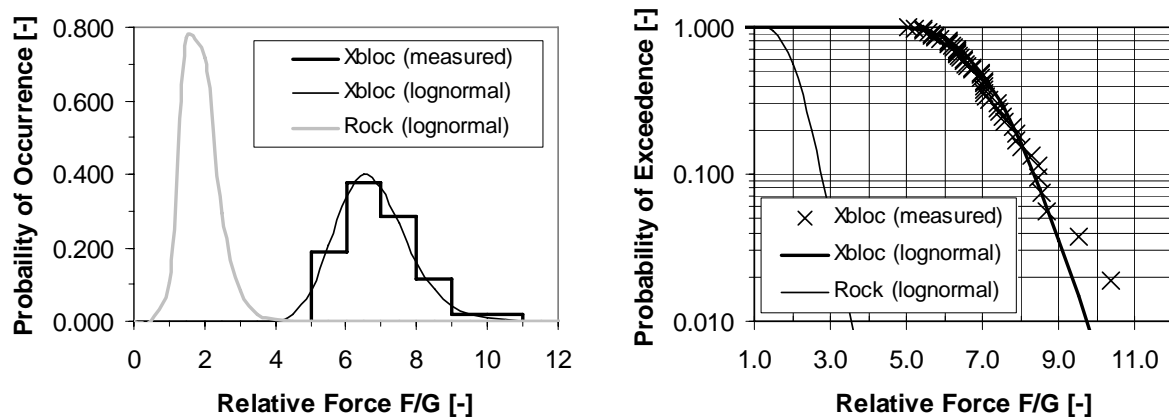 Probaility of Occurrence [-]
0.800
0.600
0.400
0.200
0.000
Xbloc (measured)
Xbloc (lognormal)
Rock (lognormal)
0 2 4 6 8 10 12
Relative Force F/G [-]
Probability of Exceedence [-]
1.000
0.100
0.010
Xbloc (measured)
Xbloc (lognormal)
Rock (lognormal)
1.0 3.0 5.0 7.0 9.0 11.0
Relative Force F/G [-]